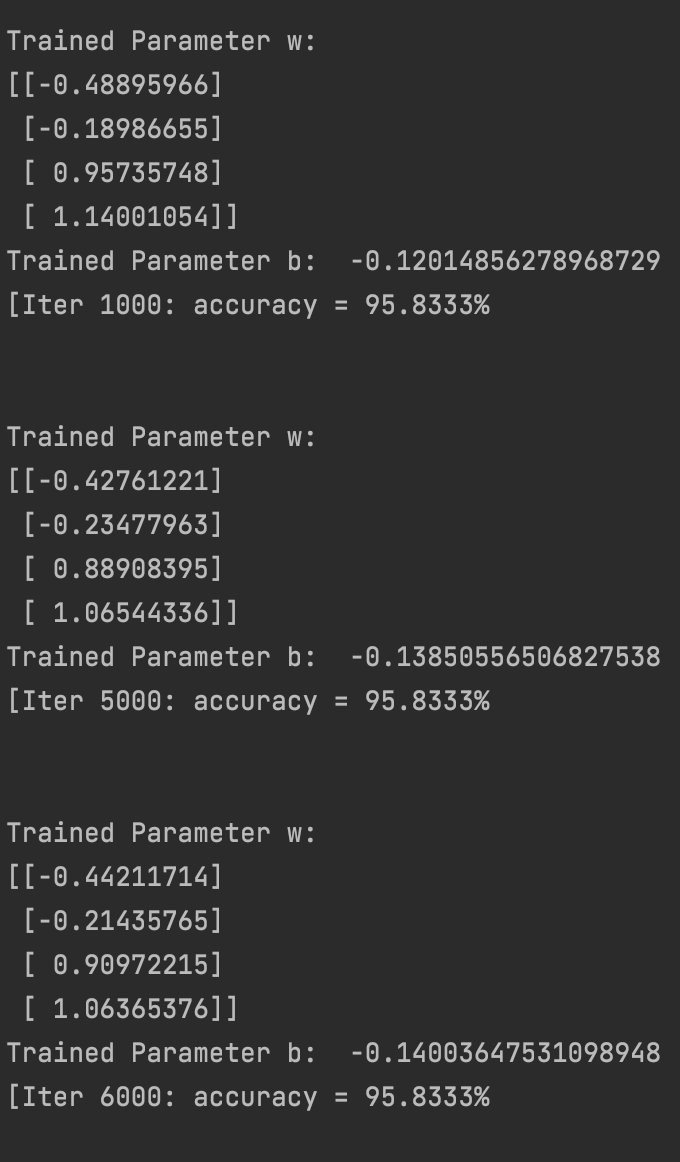 Trained Parameter w:
[[-0.48895966]
 [-0.18986655]
 [ 0.95735748]
 [ 1.14001054]]
Trained Parameter b:  -0.12014856278968729
[Iter 1000: accuracy = 95.8333%
Trained Parameter w:
[[-0.42761221]
 [-0.23477963]
 [ 0.88908395]
 [ 1.06544336]]
Trained Parameter b:  -0.13850556506827538
[Iter 5000: accuracy = 95.8333%
Trained Parameter w:
[[-0.44211714]
 [-0.21435765]
 [ 0.90972215]
 [ 1.06365376]]
Trained Parameter b:  -0.14003647531098948
[Iter 6000: accuracy = 95.8333%